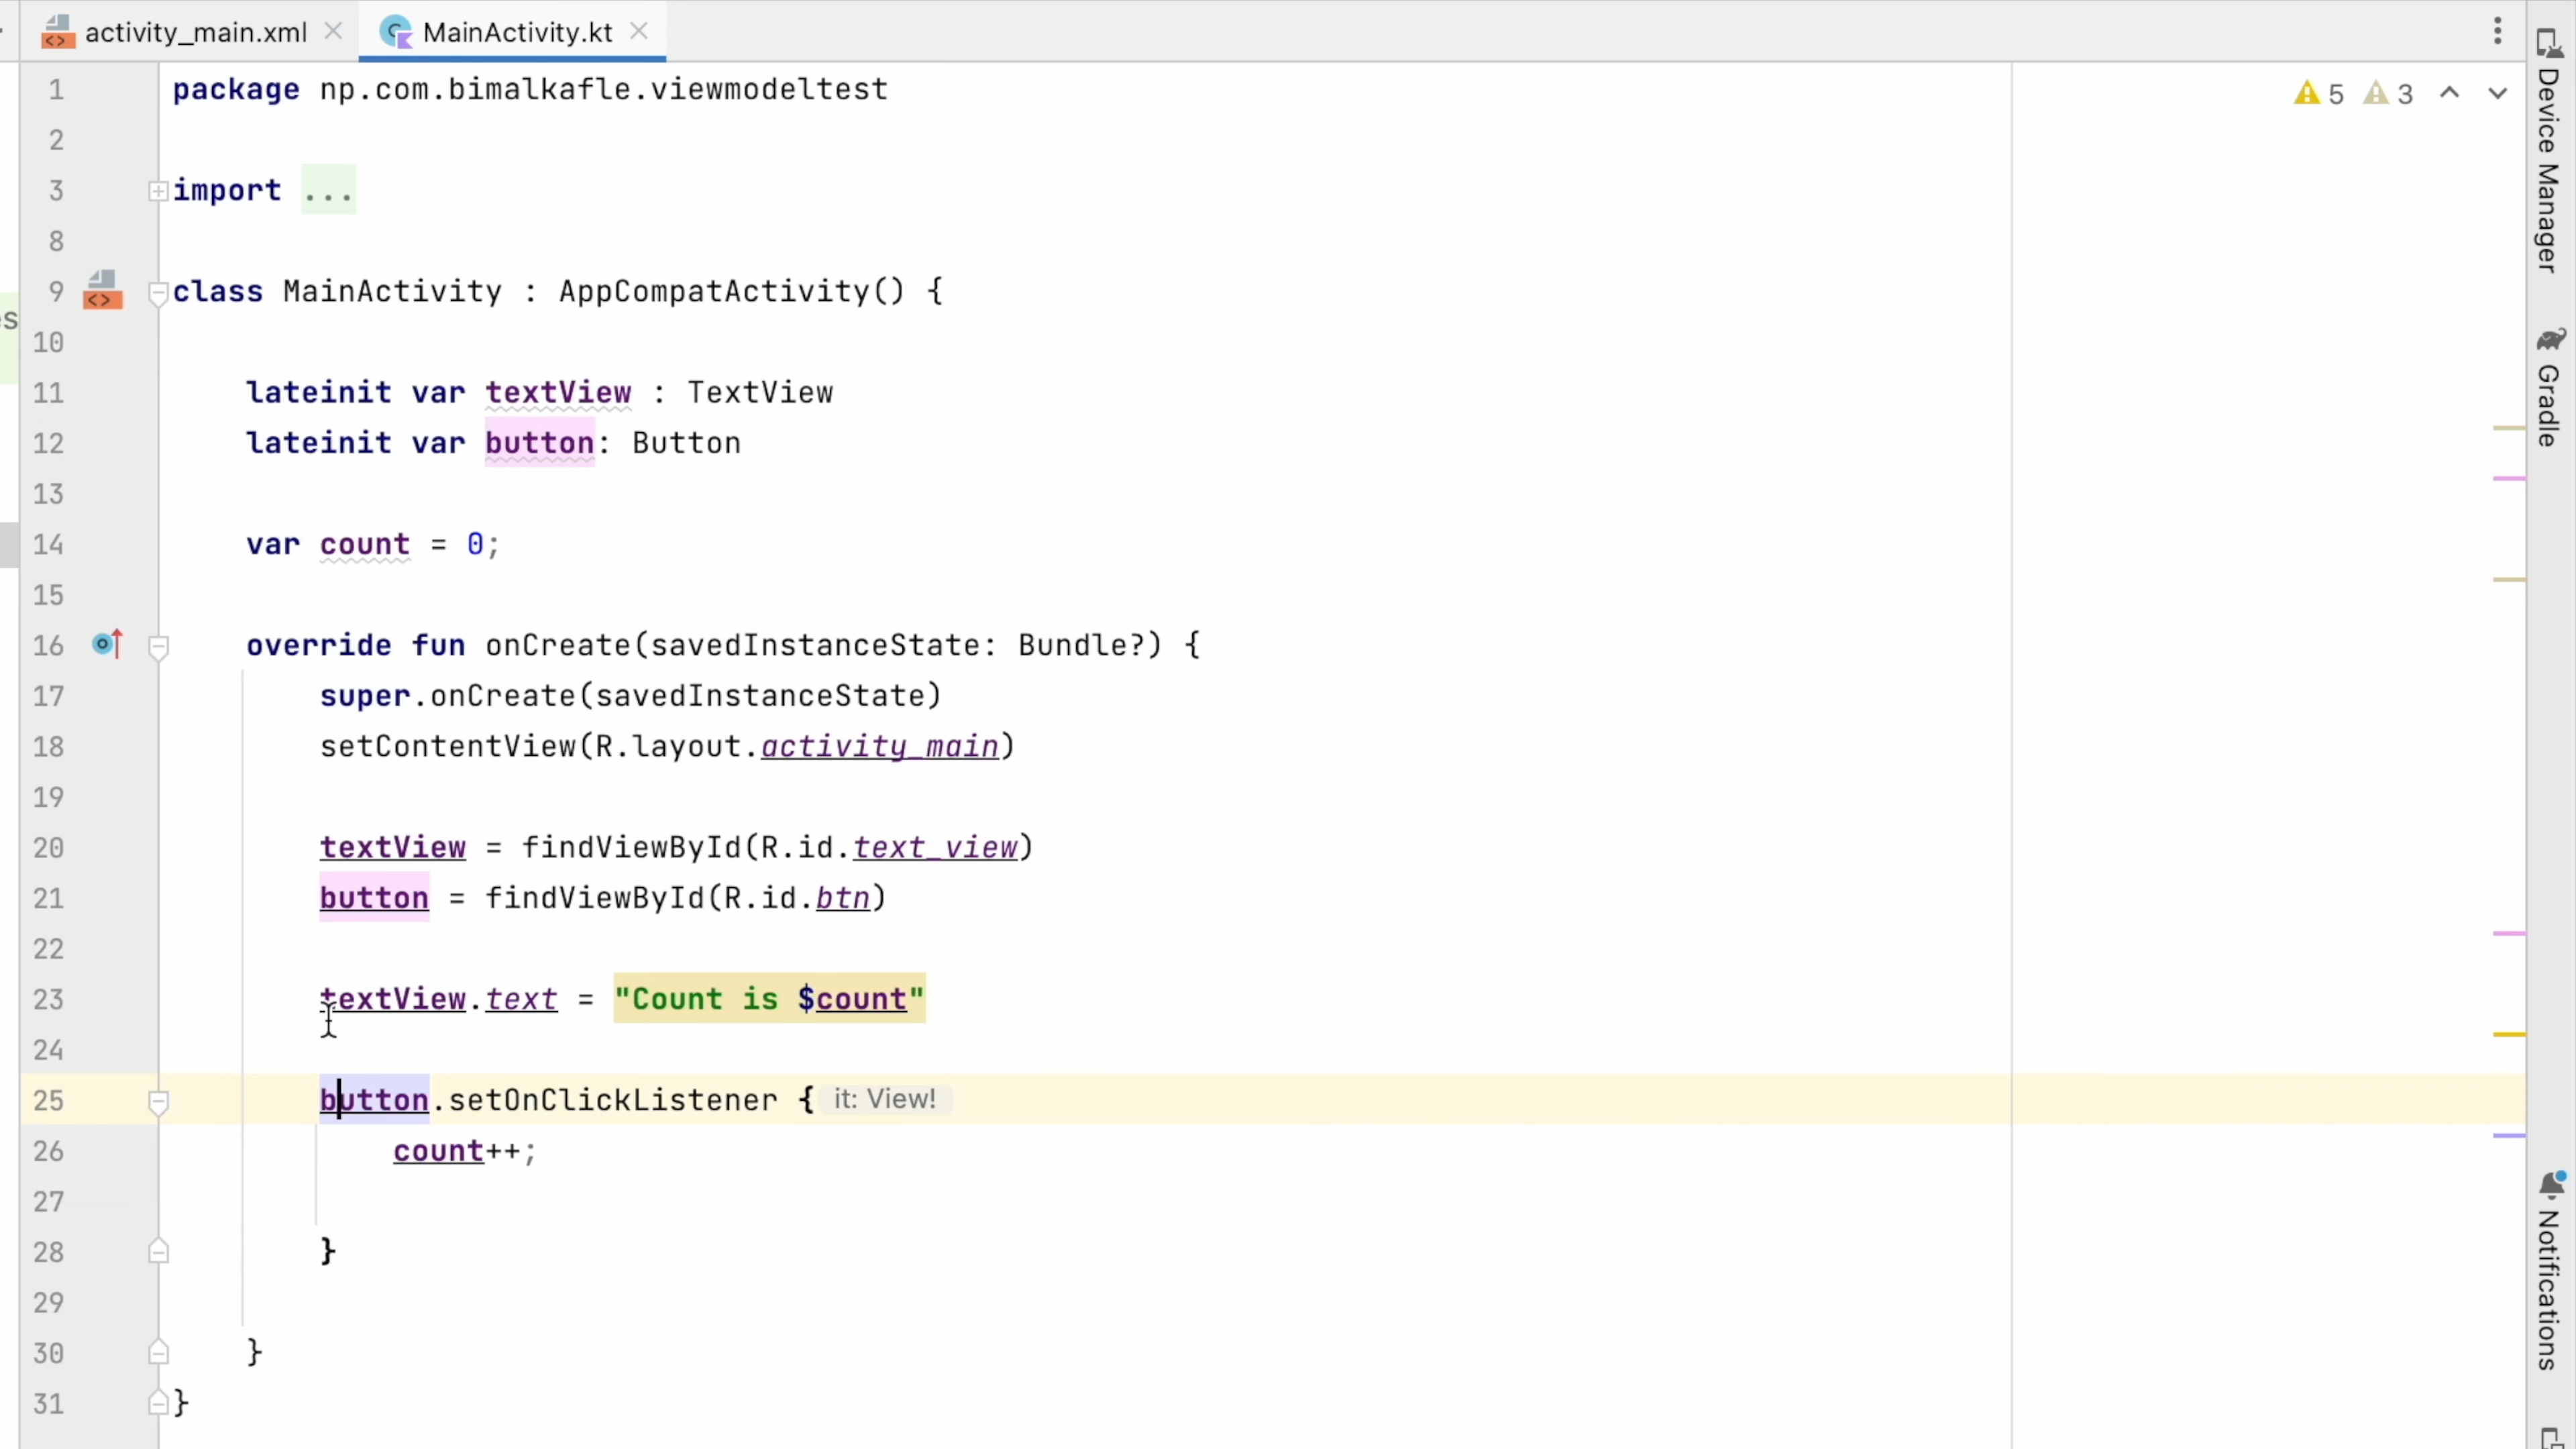 activity_main.xml
MainActivity.kt
1 package np.com.bimalkafle.viewmodeltest
5 3
2
3 import ...
8
9 class MainActivity : AppCompatActivity() {
10
11 lateinit var textView : TextView
12 lateinit var button: Button
13
14 var count = 0;
15
16 override fun onCreate(savedInstanceState: Bundle?) {
17 super.onCreate(savedInstanceState)
18 setContentView(R.layout.activity_main)
19
20 textView = findViewById(R.id.text_view)
21 button = findViewById(R.id.btn)
22
23 textView.text = "Count is $count"
24
25 button.setOnClickListener { it: View!
26 count++;
27
28 }
29
30 }
31 }
es
Device Manager
Gradle
Notifications